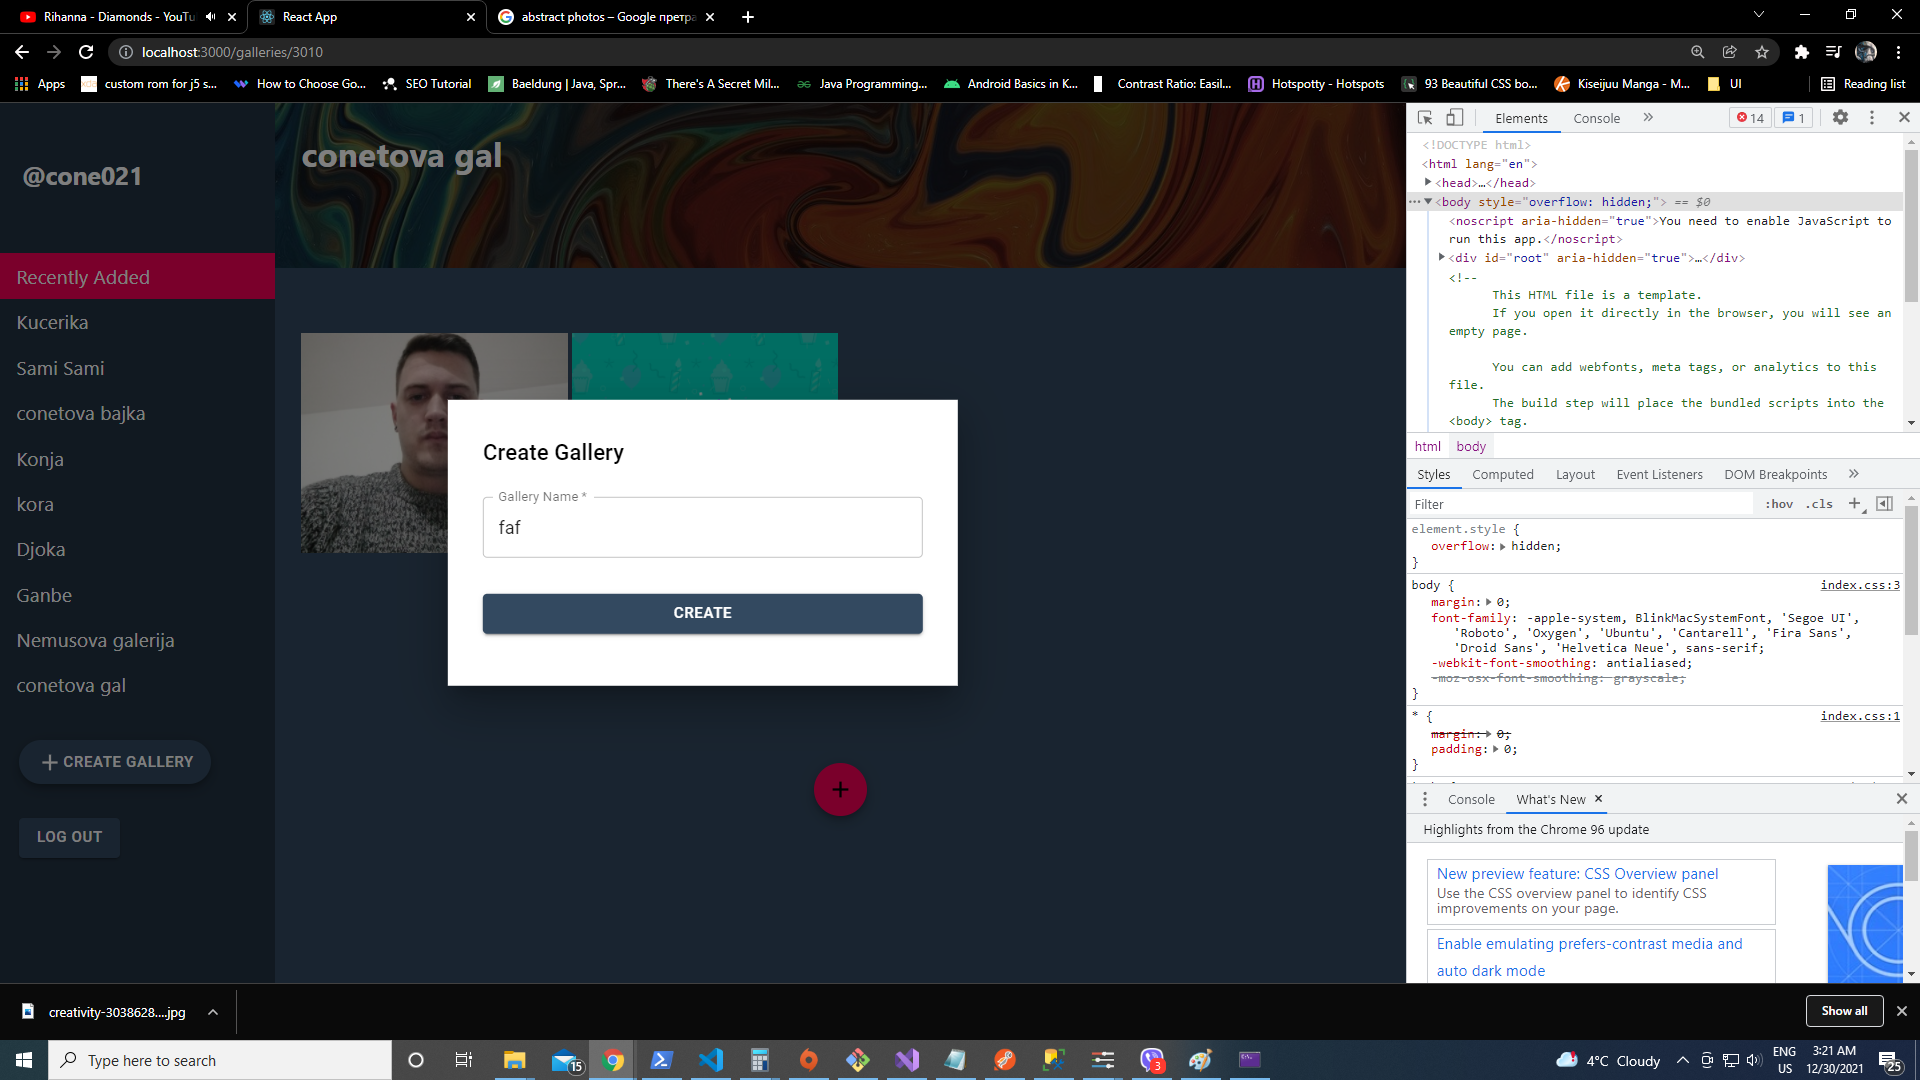 Rihanna - Diamonds - YouTu
React App
abstract photos – Google претра
localhost:3000/galleries/3010
Apps
custom rom for j5 s...
How to Choose Go...
SEO Tutorial
Baeldung | Java, Spr...
There's A Secret Mil...
Java Programming...
Android Basics in K...
Contrast Ratio: Easil...
Hotspotty - Hotspots
93 Beautiful CSS bo...
Kiseijuu Manga - M...
UI
Reading list
@cone021
Recently Added
Kucerika
Sami Sami
conetova bajka
Konja
kora
Djoka
Ganbe
Nemusova galerija
conetova gal
CREATE GALLERY
LOG OUT
conetova gal
Create Gallery
Gallery Name *
faf
CREATE
Elements
Console
14
1
<!DOCTYPE html>
<html lang="en">
<head>…</head>
<body style="overflow: hidden;"> == $0
<noscript aria-hidden="true">You need to enable JavaScript to
run this app.</noscript>
<div id="root" aria-hidden="true">…</div>
<!--
This HTML file is a template.
If you open it directly in the browser, you will see an
empty page.
You can add webfonts, meta tags, or analytics to this
file.
The build step will place the bundled scripts into the
<body> tag.
html
body
Styles
Computed
Layout
Event Listeners
DOM Breakpoints
Filter
:hov
.cls
element.style {
overflow: hidden;
}
body {
index.css:3
margin: 0;
font-family: -apple-system, BlinkMacSystemFont, 'Segoe UI',
'Roboto', 'Oxygen', 'Ubuntu', 'Cantarell', 'Fira Sans',
'Droid Sans', 'Helvetica Neue', sans-serif;
-webkit-font-smoothing: antialiased;
-moz-osx-font-smoothing: grayscale;
}
* {
index.css:1
margin: 0;
padding: 0;
}
Console
What's New
Highlights from the Chrome 96 update
New preview feature: CSS Overview panel
Use the CSS overview panel to identify CSS
improvements on your page.
Enable emulating prefers-contrast media and
auto dark mode
creativity-3038628....jpg
Show all
Type here to search
15
3
4°C Cloudy
ENG
US
3:21 AM
12/30/2021
25